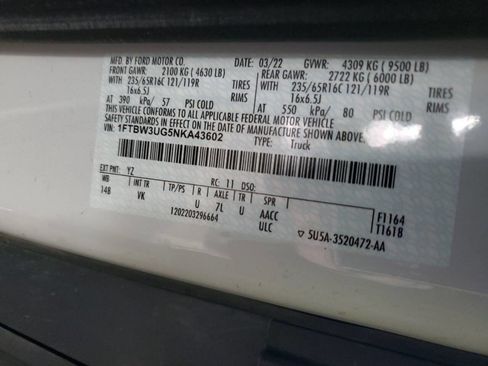 MFD. BY FORD MOTOR CO. 03/22 GVWR: 4309 KG (9500 LB)
FRONT GAWR: 2100 KG (4630 LB) REAR GAWR: 2722 KG (6000 LB)
235/65R16C 121/119R TIRES 235/65R16C 121/119R TIRES
16x6.5J RIMS 16x6.5J RIMS
AT 390 kPa/ 57 PSI COLD AT 550 kPa/ 80 PSI COLD
THIS VEHICLE CONFORMS TO ALL APPLICABLE FEDERAL MOTOR VEHICLE
SAFETY STANDARDS IN EFFECT ON THE DATE OF MANUFACTURE SHOWN ABOVE.
VIN: 1FTBW3UG5NKA43602 TYPE: Truck
EXT PNT: YZ RC: 11 DSO:
WB INT TR TP/PS R AXLE TR SPR
148 VK U 7L U AACC
1202203296664 ULC
F1164
T161B
▽ 5U5A-3520472-AA